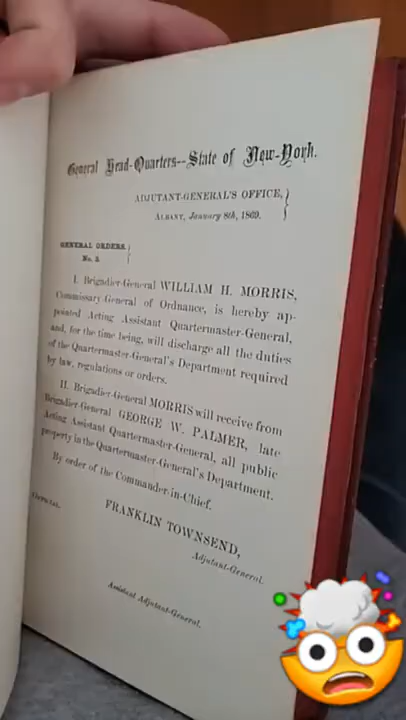 General Head-Quarters--State of New-York.
ADJUTANT-GENERAL'S OFFICE,
ALBANY, January 8th, 1869.
GENERAL ORDERS,
No. 3.
I. Brigadier-General WILLIAM H. MORRIS,
Commissary General of Ordnance, is hereby ap-
pointed Acting Assistant Quartermaster-General,
and, for the time being, will discharge all the duties
of the Quartermaster-General's Department required
by law, regulations or orders.
II. Brigadier-General MORRIS will receive from
Brigadier-General GEORGE W. PALMER, late
Acting Assistant Quartermaster-General, all public
property in the Quartermaster-General's Department.
By order of the Commander-in-Chief.
FRANKLIN TOWNSEND,
Adjutant-General.
OFFICIAL
Assistant Adjutant-General.